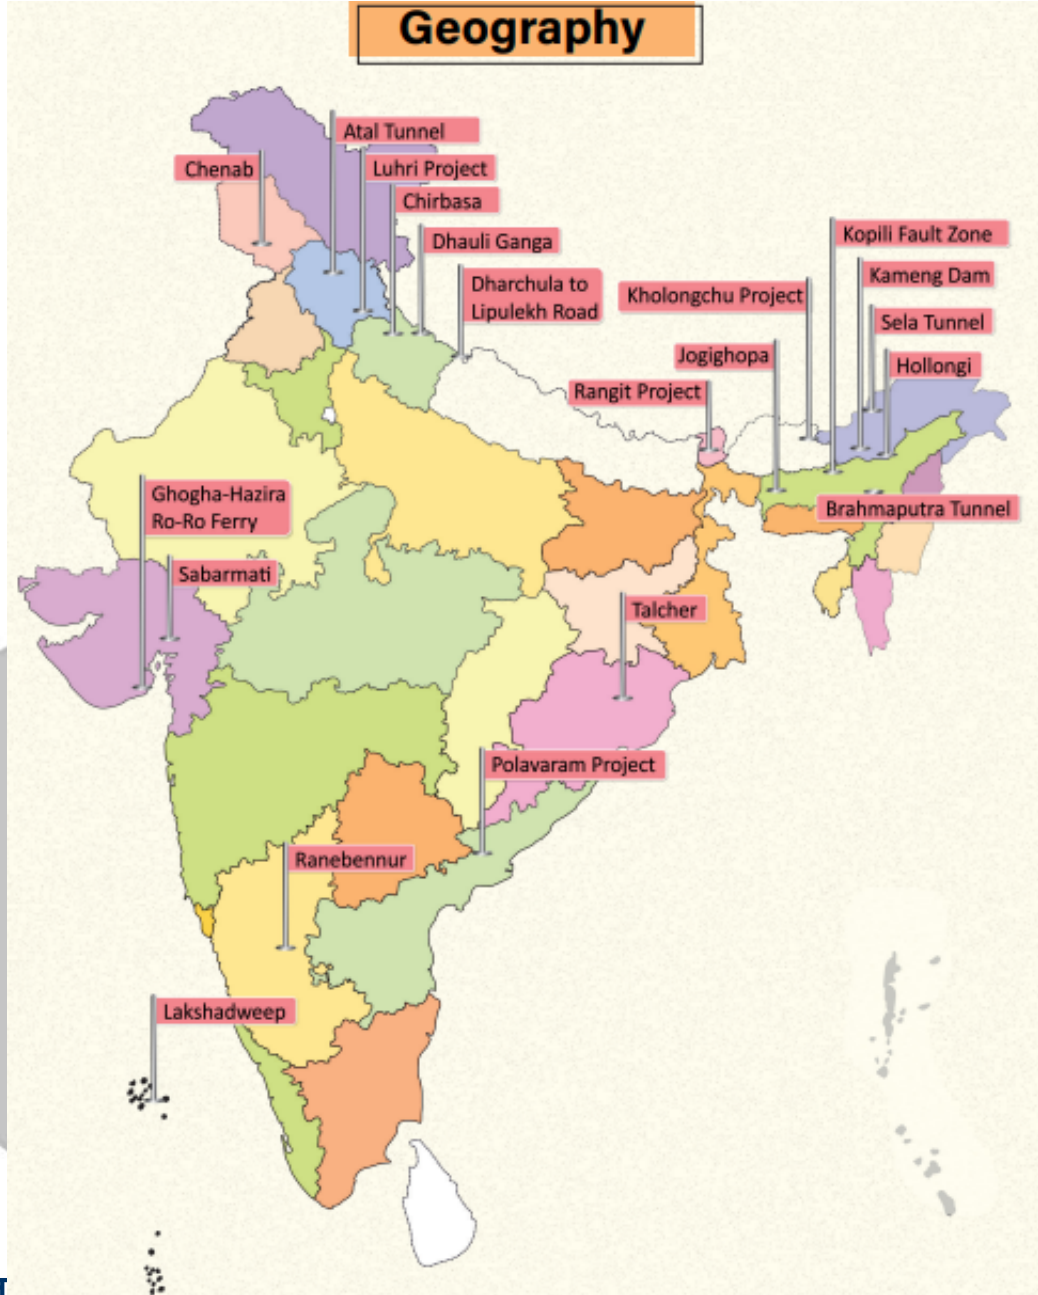 Geography
Atal Tunnel
Chenab
Luhri Project
Chirbasa
Dhauli Ganga
Dharchula to
Lipulekh Road
Kopili Fault Zone
Kameng Dam
Kholongchu Project
Sela Tunnel
Jogighopa
Hollongi
Rangit Project
Ghogha-Hazira
Ro-Ro Ferry
Brahmaputra Tunnel
Sabarmati
Talcher
Polavaram Project
Ranebennur
Lakshadweep